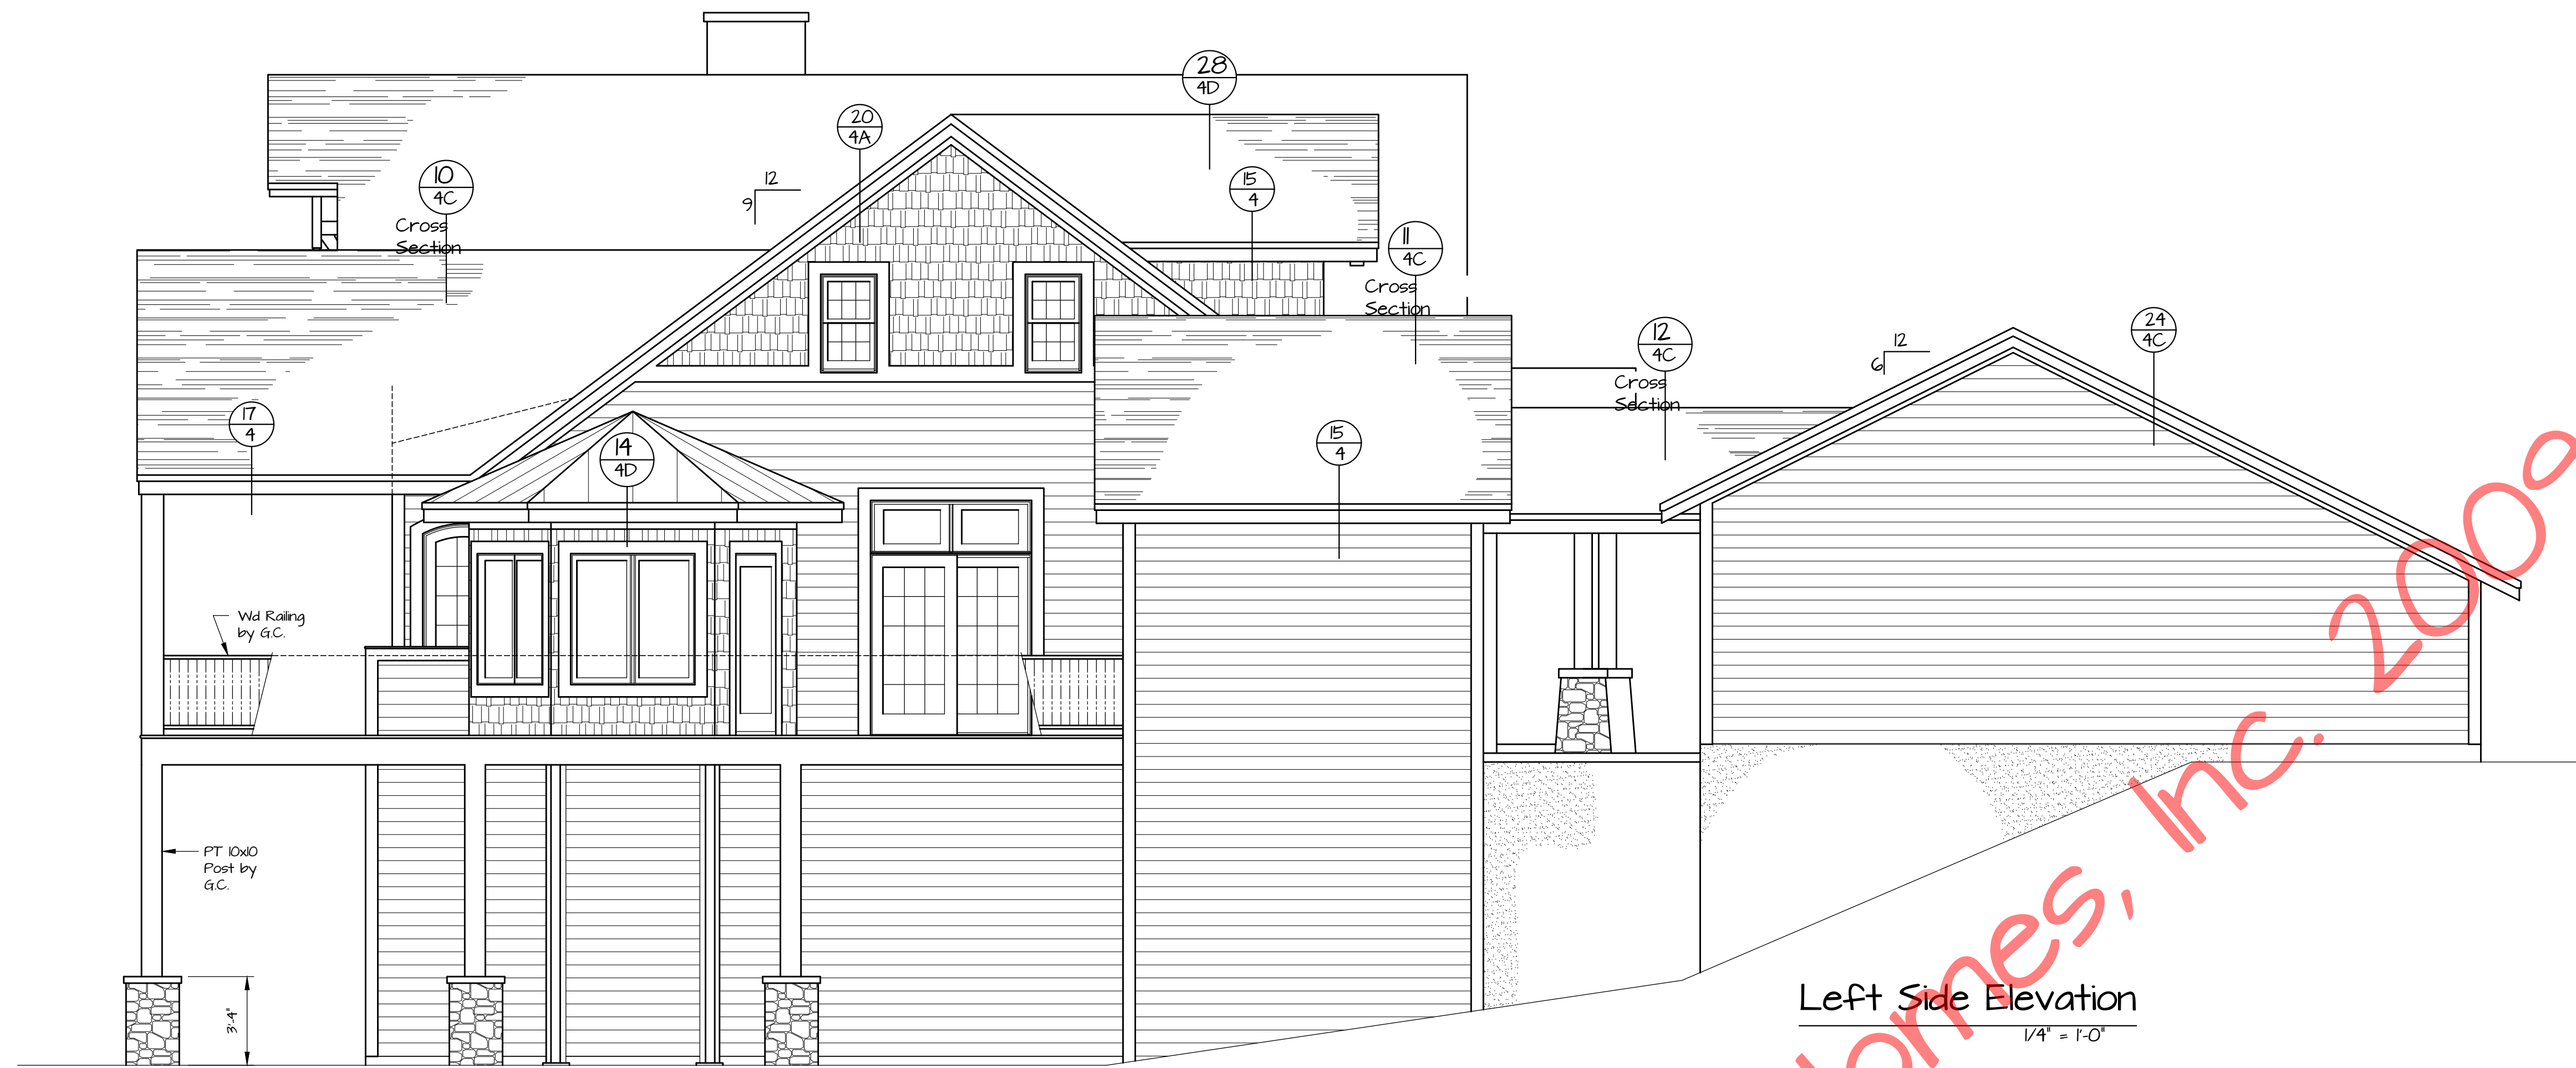 28
4D
20
4A
10
4C
Cross
Section
12
9
15
4
11
4C
Cross
Section
12
4C
Cross
Section
12
6
24
4C
17
4
14
4D
15
4
Wd Railing
by G.C.
PT 10x10
Post by
G.C.
3'-4"
Left Side Elevation
1/4" = 1'-0"
omes, Inc. 2009